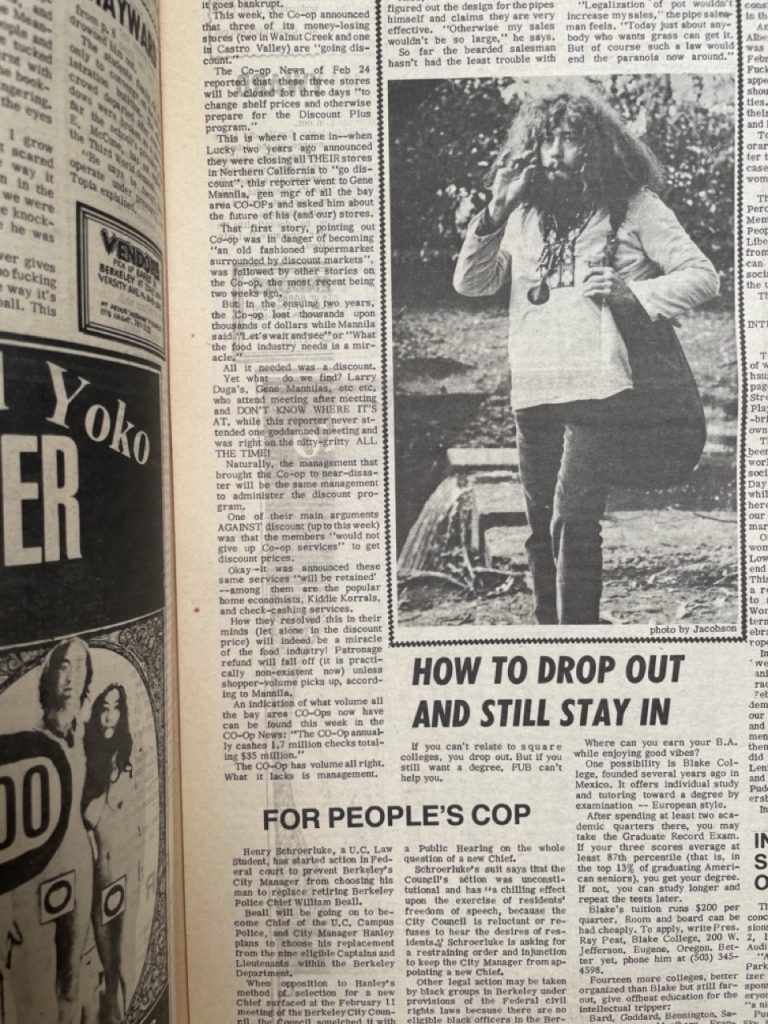 it goes bankrupt.
This week, the Co-op announced
that three of its money-losing
stores (two in Walnut Creek and one
in Castro Valley) are "going dis-
count."
The Co-op News of Feb 24
reported that these three stores
will be closed for three days "to
change shelf prices and otherwise
prepare for the Discount Plus
program."
This is where I came in--when
Lucky two years ago announced
they were closing all THEIR stores
in Northern California to "go dis-
count", this reporter went to Gene
Mannila, gen mgr of all the bay
area CO-OPs and asked him about
the future of his (and our) stores.
That first story, pointing out
Co-op was in danger of becoming
"an old fashioned supermarket
surrounded by discount markets",
was followed by other stories on
the Co-op, the most recent being
two weeks ago.
But in the ensuing two years,
the Co-op lost thousands upon
thousands of dollars while Mannila
said "Let's wait and see" or "What
the food industry needs is a mir-
acle."
All it needed was a discount.
Yet what do we find? Larry
Duga's, Gene Mannilas, etc etc,
who attend meeting after meeting
and DON'T KNOW WHERE IT'S
AT, while this reporter never at-
tended one goddamned meeting and
was right on the nitty-gritty ALL
THE TIME!
Naturally, the management that
brought the Co-op to near-disas-
ter will be the same management
to administer the discount pro-
gram.
One of their main arguments
AGAINST discount (up to this week)
was that the members "would not
give up Co-op services" to get
discount prices.
Okay--it was announced these
same services "will be retained'
--among them are the popular
home economists, Kiddie Korrals,
and check-cashing services.
How they resolved this in their
minds (let alone in the discount
price) will indeed be a miracle
of the food industry! Patronage
refund will fall off (it is practi-
cally non-existent now) unless
shopper-volume picks up, accord-
ing to Mannila.
An indication of what volume all
the bay area CO-Ops now have
can be found this week in the
CO-op News: "The CO-op annual-
ly cashes 1.7 million checks total-
ing $35 million."
The CO-Op has volume all right.
What it lacks is management.
figured out the design for the pipes
himself and claims they are very
effective. "Otherwise my sales
wouldn't be so large," he says.
So far the bearded salesman
hasn't had the least trouble with
"Legalization of pot wouldn't
increase my sales," the pipe sales-
man feels. "Today just about any-
body who wants grass can get it.
But of course such a law would
end the paranoia now around."
photo by Jacobson
HOW TO DROP OUT
AND STILL STAY IN
If you can't relate to square
colleges, you drop out. But if you
still want a degree, FUB can't
help you.
Where can you earn your B.A.
while enjoying good vibes?
One possibility is Blake Col-
lege, founded several years ago in
Mexico. It offers individual study
and tutoring toward a degree by
examination -- European style.
After spending at least two aca-
demic quarters there, you may
take the Graduate Record Exam.
If your three scores average at
least 87th percentile (that is, in
the top 13% of graduating Ameri-
can seniors), you get your degree.
If not, you can study longer and
repeat the tests later.
Blake's tuition runs $200 per
quarter. Room and board can be
had cheaply. To apply, write Pres.
Ray Peat, Blake College, 200 W.
Jefferson, Eugene, Oregon. Bet-
ter yet, phone him at (503) 345-
4598.
Fourteen more colleges, better
organized than Blake but still far-
out, give offbeat education for the
intellectual tripper:
Bard, Goddard, Bennington, Sa-
FOR PEOPLE'S COP
Henry Schroerluke, a U.C. Law
Student, has started action in Fed-
eral court to prevent Berkeley's
City Manager from choosing his
man to replace retiring Berkeley
Police Chief William Beall.
Beall will be going on to be-
come Chief of the U.C. Campus
Police, and City Manager Hanley
plans to choose his replacement
from the nine eligible Captains and
Lieutenants within the Berkeley
Department.
When opposition to Hanley's
method of selection for a new
Chief surfaced at the February 11
meeting of the Berkeley City Coun-
cil, the Council squelched it with
a Public Hearing on the whole
question of a new Chief.
Schroerluke's suit says that the
Council's action was unconsti-
tutional and has "a chilling effect
upon the exercise of residents'
freedom of speech, because the
City Council is reluctant or re-
fuses to hear the desires of res-
idents." Schroerluke is asking for
a restraining order and injunction
to keep the City Manager from ap-
pointing a new Chief.
Other legal action may be taken
by black groups in Berkeley under
provisions of the Federal civil
rights laws because there are no
eligible black officers in the Ber-
Yoko